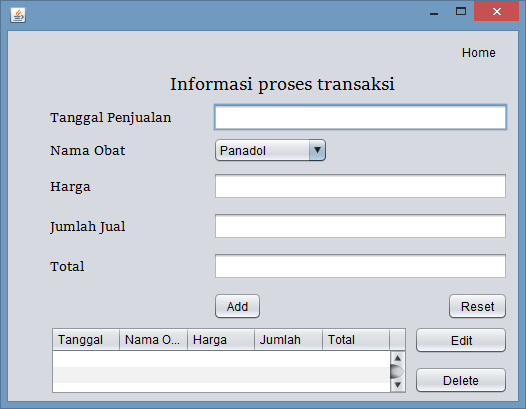 Home
Informasi proses transaksi
Tanggal Penjualan
Nama Obat Panadol
Harga
Jumlah Jual
Total
Add Reset
Tanggal Nama O... Harga Jumlah Total
Edit
Delete